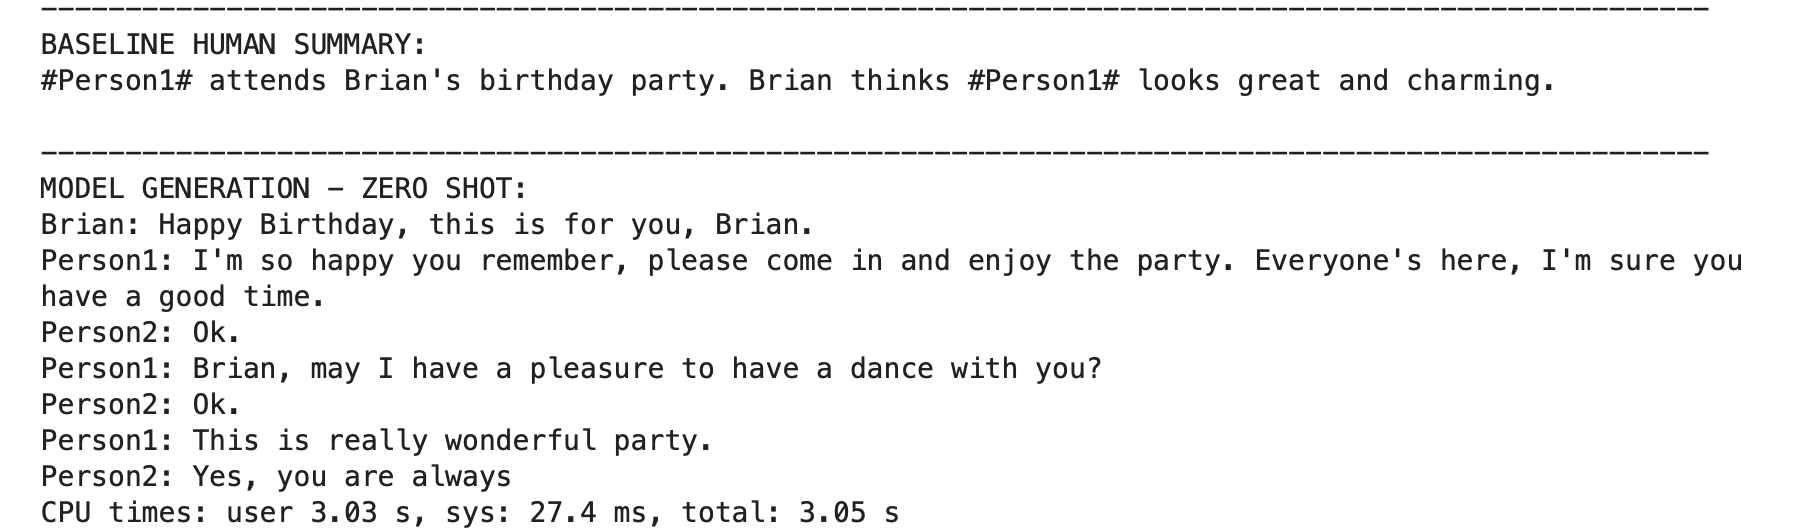 ---------------------------------------------------------------------------------------------------
BASELINE HUMAN SUMMARY:
#Person1# attends Brian's birthday party. Brian thinks #Person1# looks great and charming.
---------------------------------------------------------------------------------------------------
MODEL GENERATION - ZERO SHOT:
Brian: Happy Birthday, this is for you, Brian.
Person1: I'm so happy you remember, please come in and enjoy the party. Everyone's here, I'm sure you
have a good time.
Person2: Ok.
Person1: Brian, may I have a pleasure to have a dance with you?
Person2: Ok.
Person1: This is really wonderful party.
Person2: Yes, you are always
CPU times: user 3.03 s, sys: 27.4 ms, total: 3.05 s